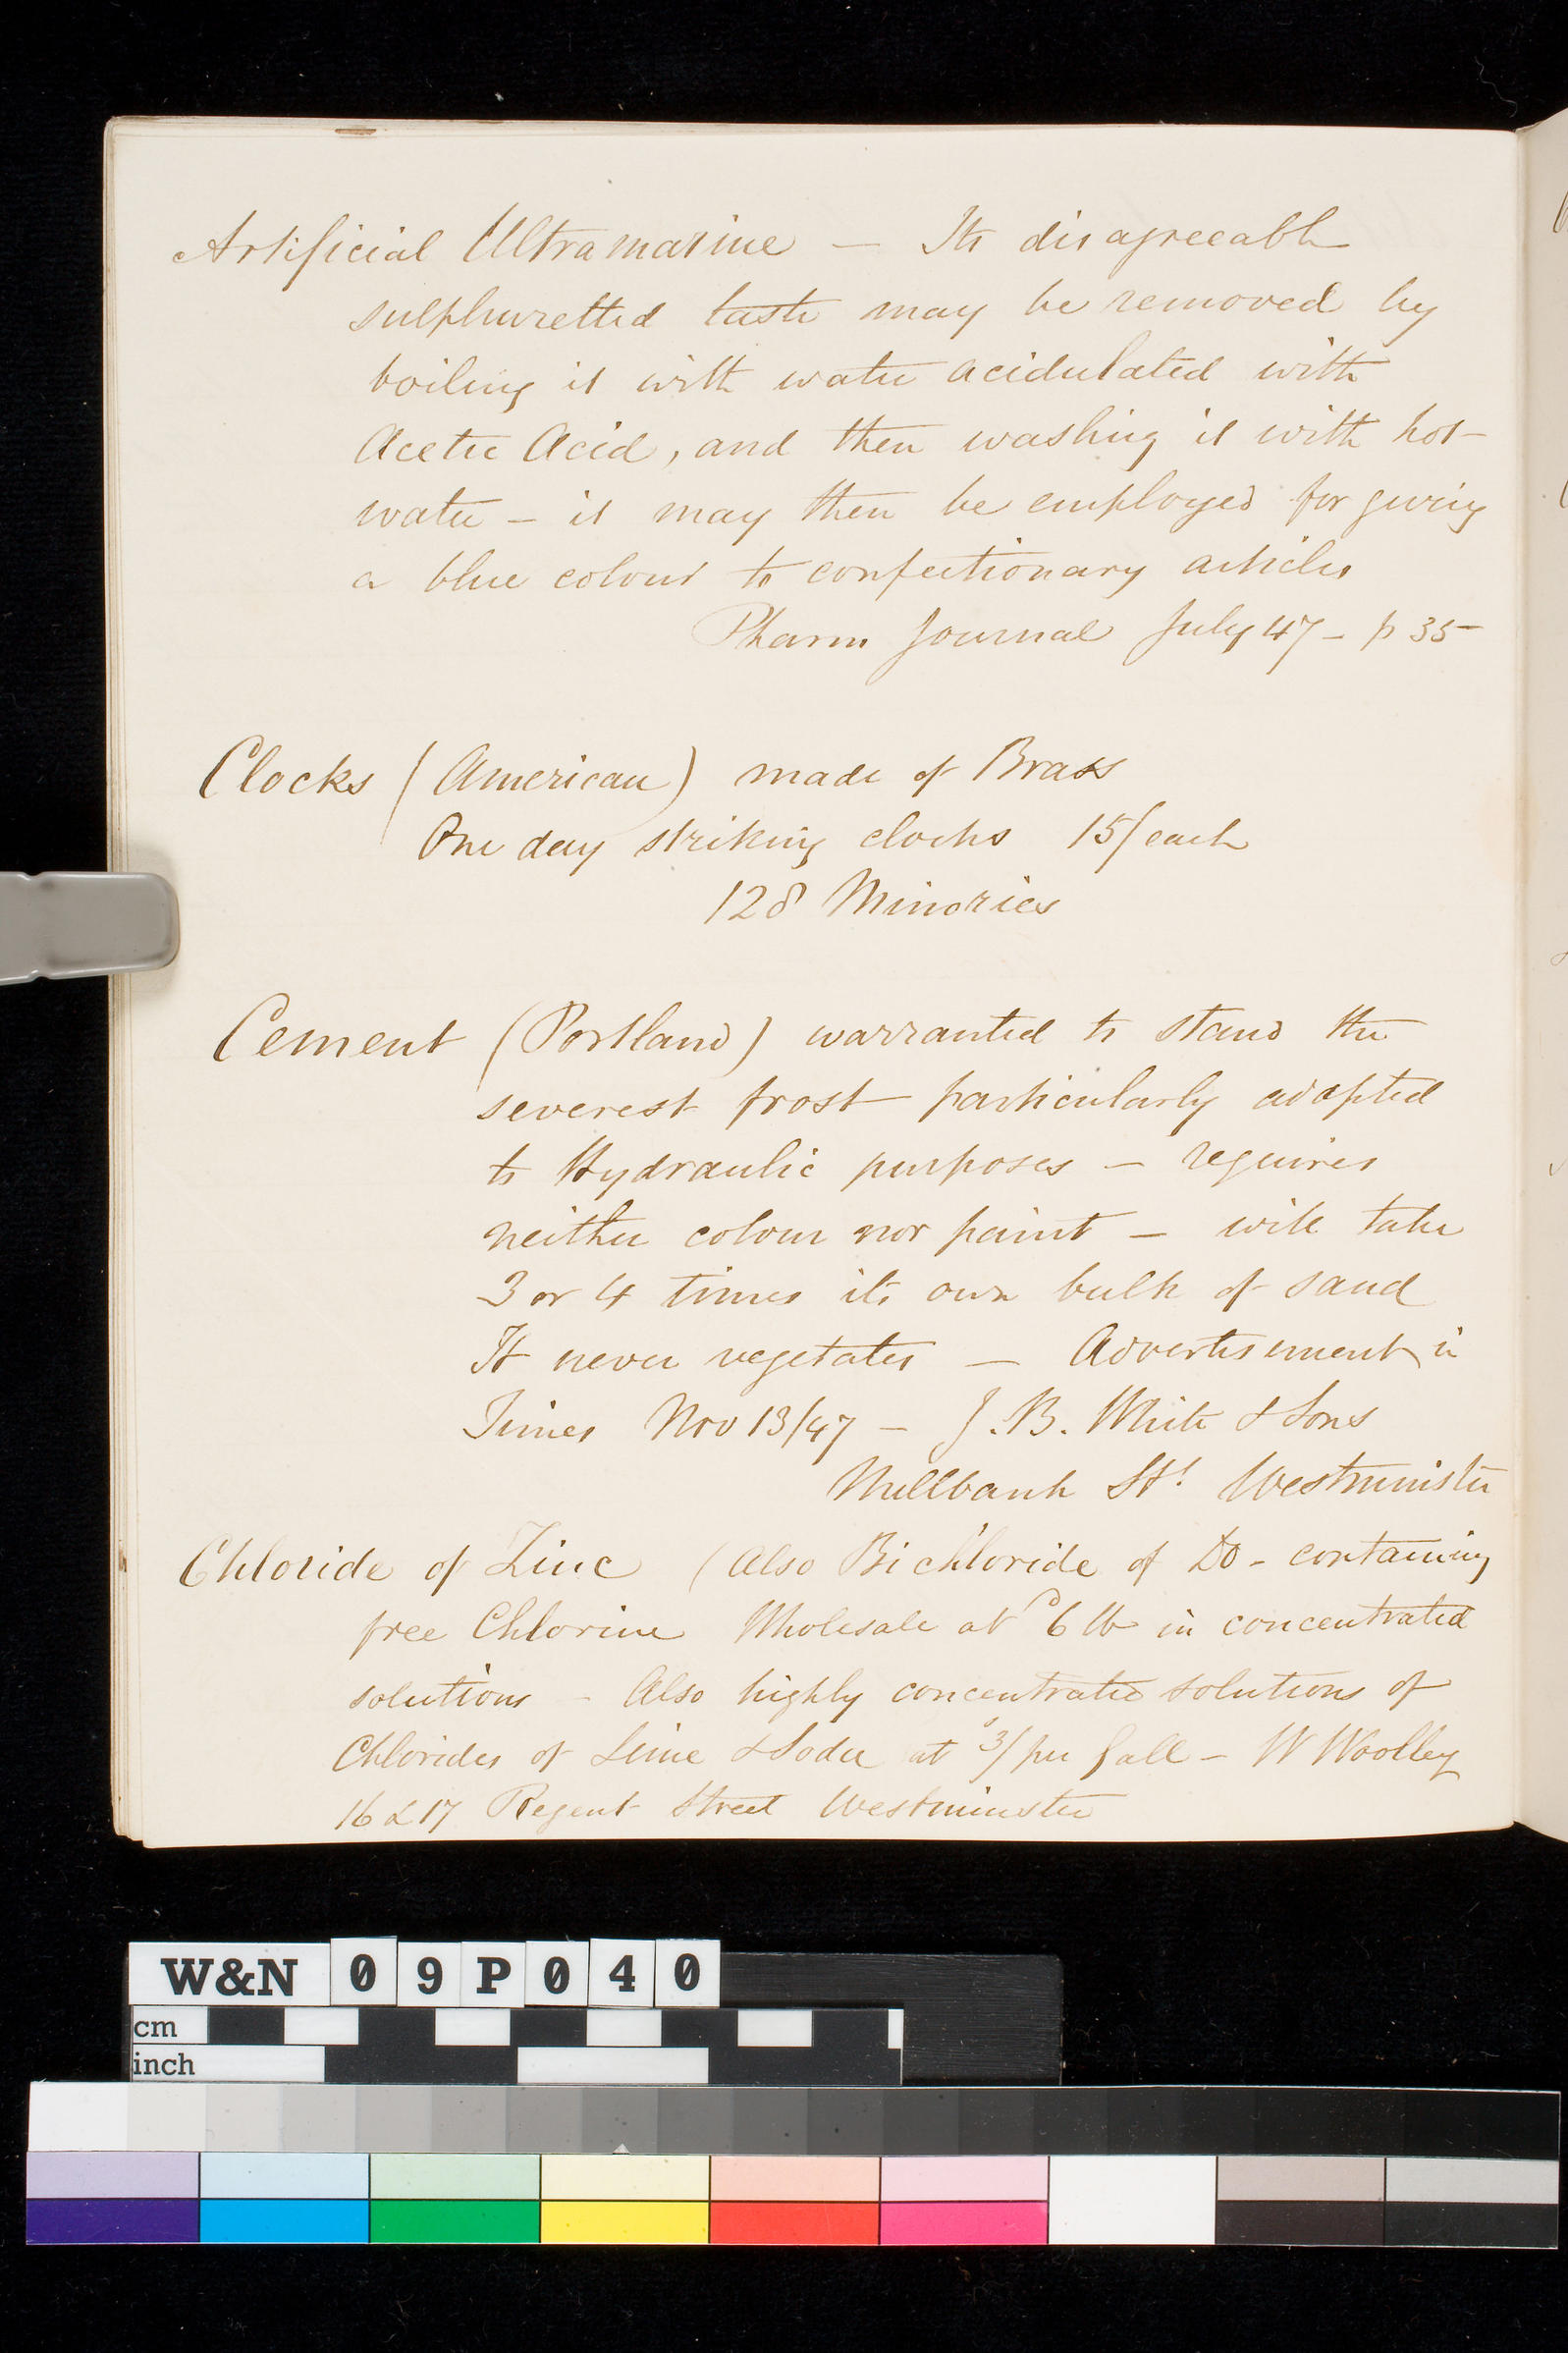 Artificial Ultramarine — Its disagreeable
sulphuretted taste may be removed by
boiling it with water acidulated with
Acetic Acid, and then washing it with hot
water – it may then be employed for giving
a blue colour to confectionary articles
Pharm Journal July 47 – p 35
Clocks (American) made of Brass
One day striking clocks 15/ each
128 Minories
Cement (Portland) warranted to stand the
severest frost particularly adapted
to Hydraulic purposes – requires
neither colour nor paint – will take
3 or 4 times its own bulk of sand
It never vegetates — Advertisement in
Times Nov 13/47 – J. B. White & Sons
Millbank St. Westminster
Chloride of Zinc (Also Bichloride of Do - containing
free Chlorine Wholesale at 6d lb in concentrated
solutions – Also highly concentrated solutions of
Chlorides of Lime & Soda at 3s/ per Gall – W Woolley
16 & 17 Regent Street Westminster
W&N 09P040
cm
inch